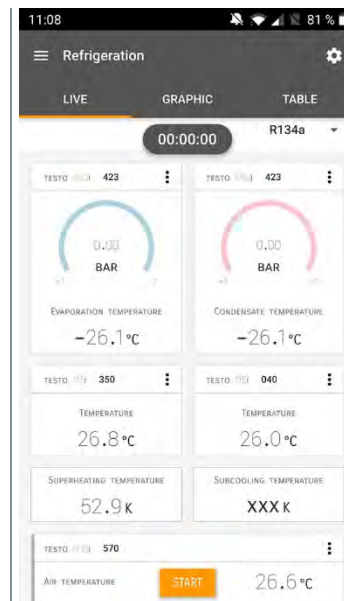 11:08 81 %
Refrigeration
LIVE GRAPHIC TABLE
00:00:00 R134a
TESTO 423 TESTO 423
0.00 0.00
BAR BAR
EVAPORATION TEMPERATURE CONDENSATE TEMPERATURE
-26.1°C -26.1°C
TESTO 350 TESTO 040
TEMPERATURE TEMPERATURE
26.8°C 26.0°C
SUPERHEATING TEMPERATURE SUBCOOLING TEMPERATURE
52.9 K XXX K
TESTO 570
AIR TEMPERATURE START 26.6°C